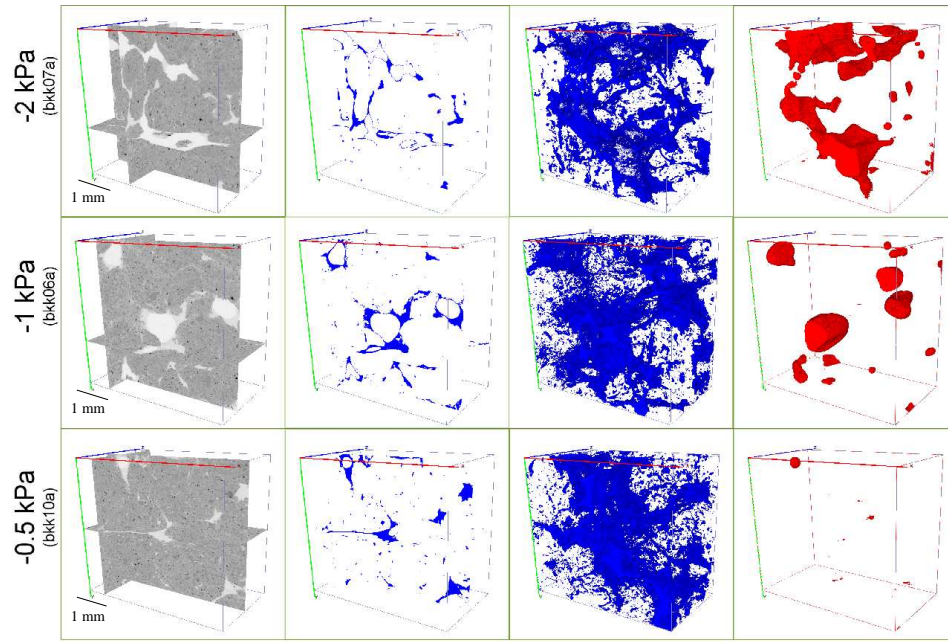 -2 kPa
(bkk07a)
1 mm
-1 kPa
(bkk06a)
1 mm
-0.5 kPa
(bkk10a)
1 mm